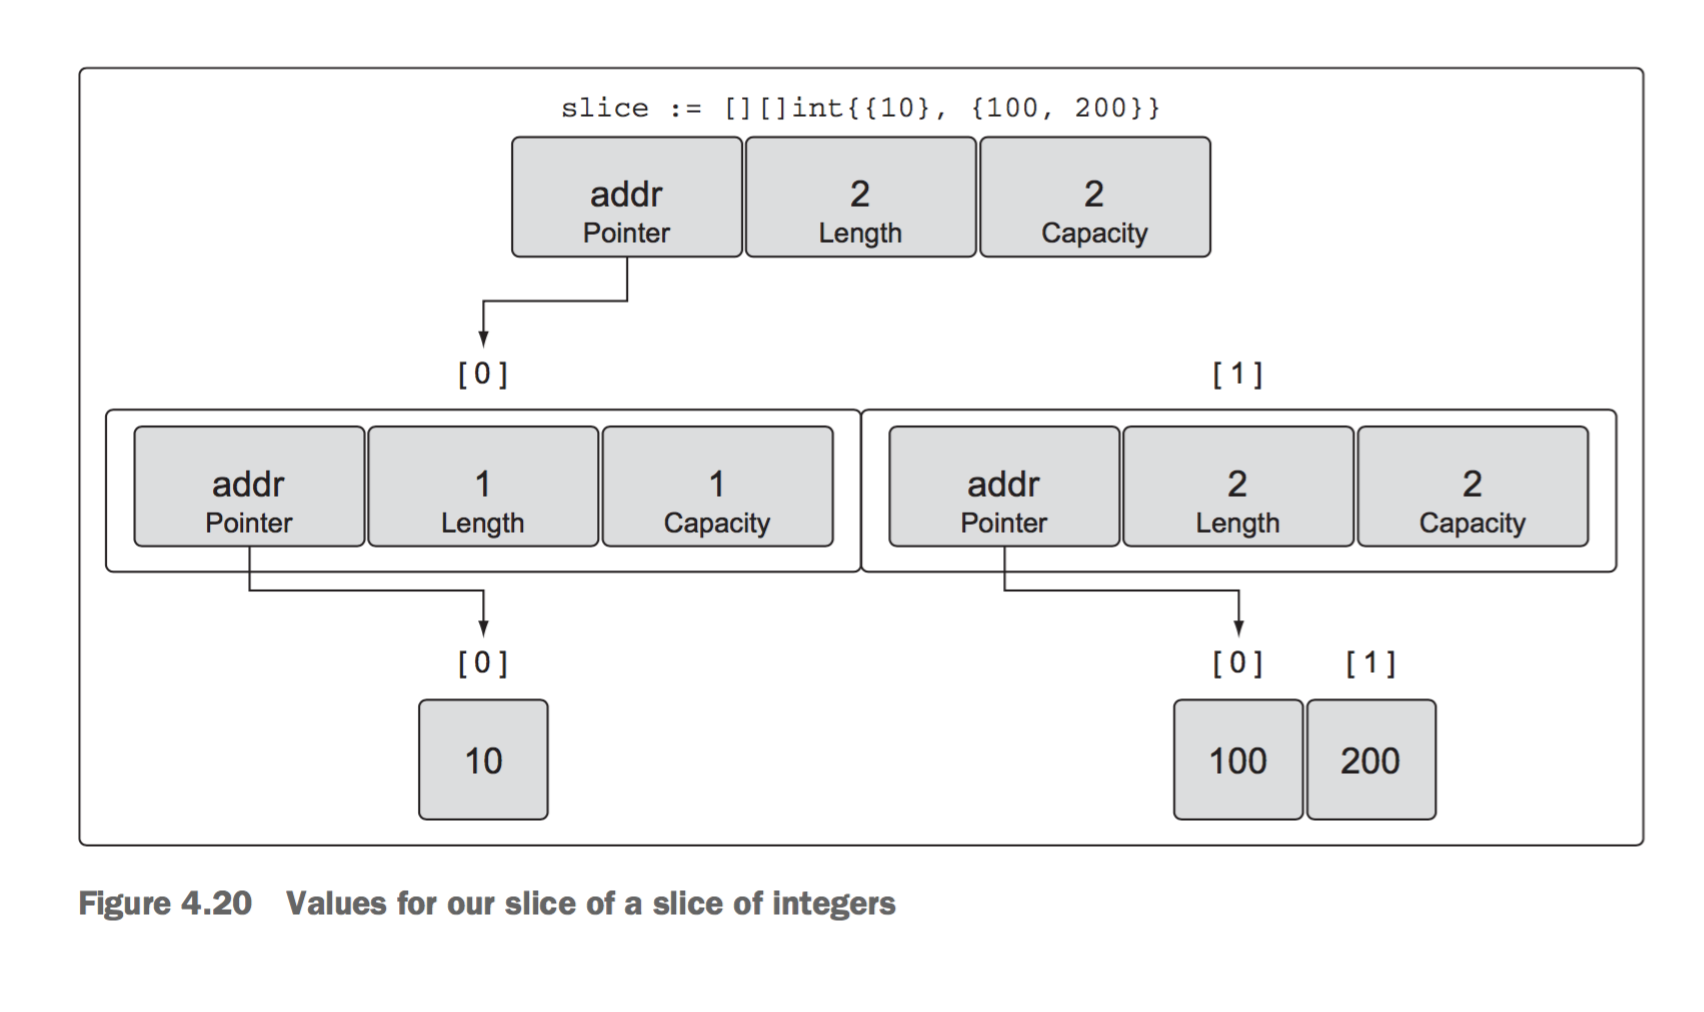 slice := [][]int{{10}, {100, 200}}
addr 2 2
Pointer Length Capacity
[0] [1]
addr 1 1 addr 2 2
Pointer Length Capacity Pointer Length Capacity
[0] [0] [1]
10 100 200
Figure 4.20 Values for our slice of a slice of integers